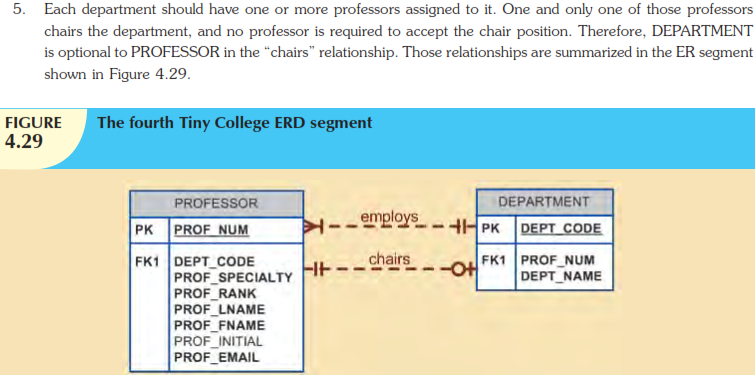 5. Each department should have one or more professors assigned to it. One and only one of those professors
chairs the department, and no professor is required to accept the chair position. Therefore, DEPARTMENT
is optional to PROFESSOR in the “chairs” relationship. Those relationships are summarized in the ER segment
shown in Figure 4.29.
FIGURE
4.29
The fourth Tiny College ERD segment
PROFESSOR
PK PROF_NUM
FK1 DEPT_CODE
PROF_SPECIALTY
PROF_RANK
PROF_LNAME
PROF_FNAME
PROF_INITIAL
PROF_EMAIL
employs
chairs
DEPARTMENT
PK DEPT_CODE
FK1 PROF_NUM
DEPT_NAME